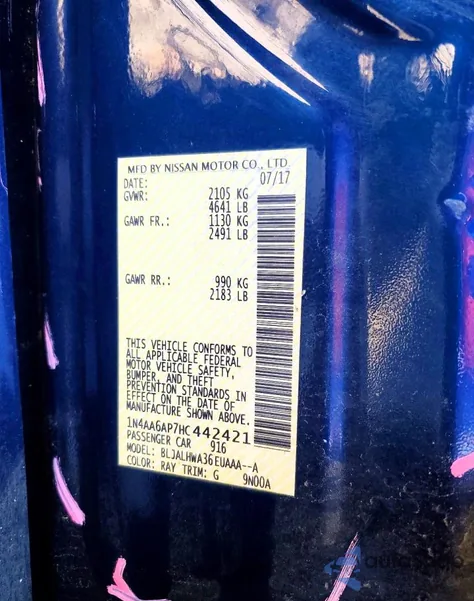 MFD BY NISSAN MOTOR CO., LTD
DATE: 07/17
GVWR: 2105 KG
4641 LB
GAWR FR.: 1130 KG
2491 LB
GAWR RR.: 990 KG
2183 LB
THIS VEHICLE CONFORMS TO
ALL APPLICABLE FEDERAL
MOTOR VEHICLE SAFETY,
BUMPER, AND THEFT
PREVENTION STANDARDS IN
EFFECT ON THE DATE OF
MANUFACTURE SHOWN ABOVE.
1N4AA6AP7HC442421
PASSENGER CAR 916
MODEL: BLJALHWA36EUAAA--A
COLOR: RAY TRIM: G 9N00A